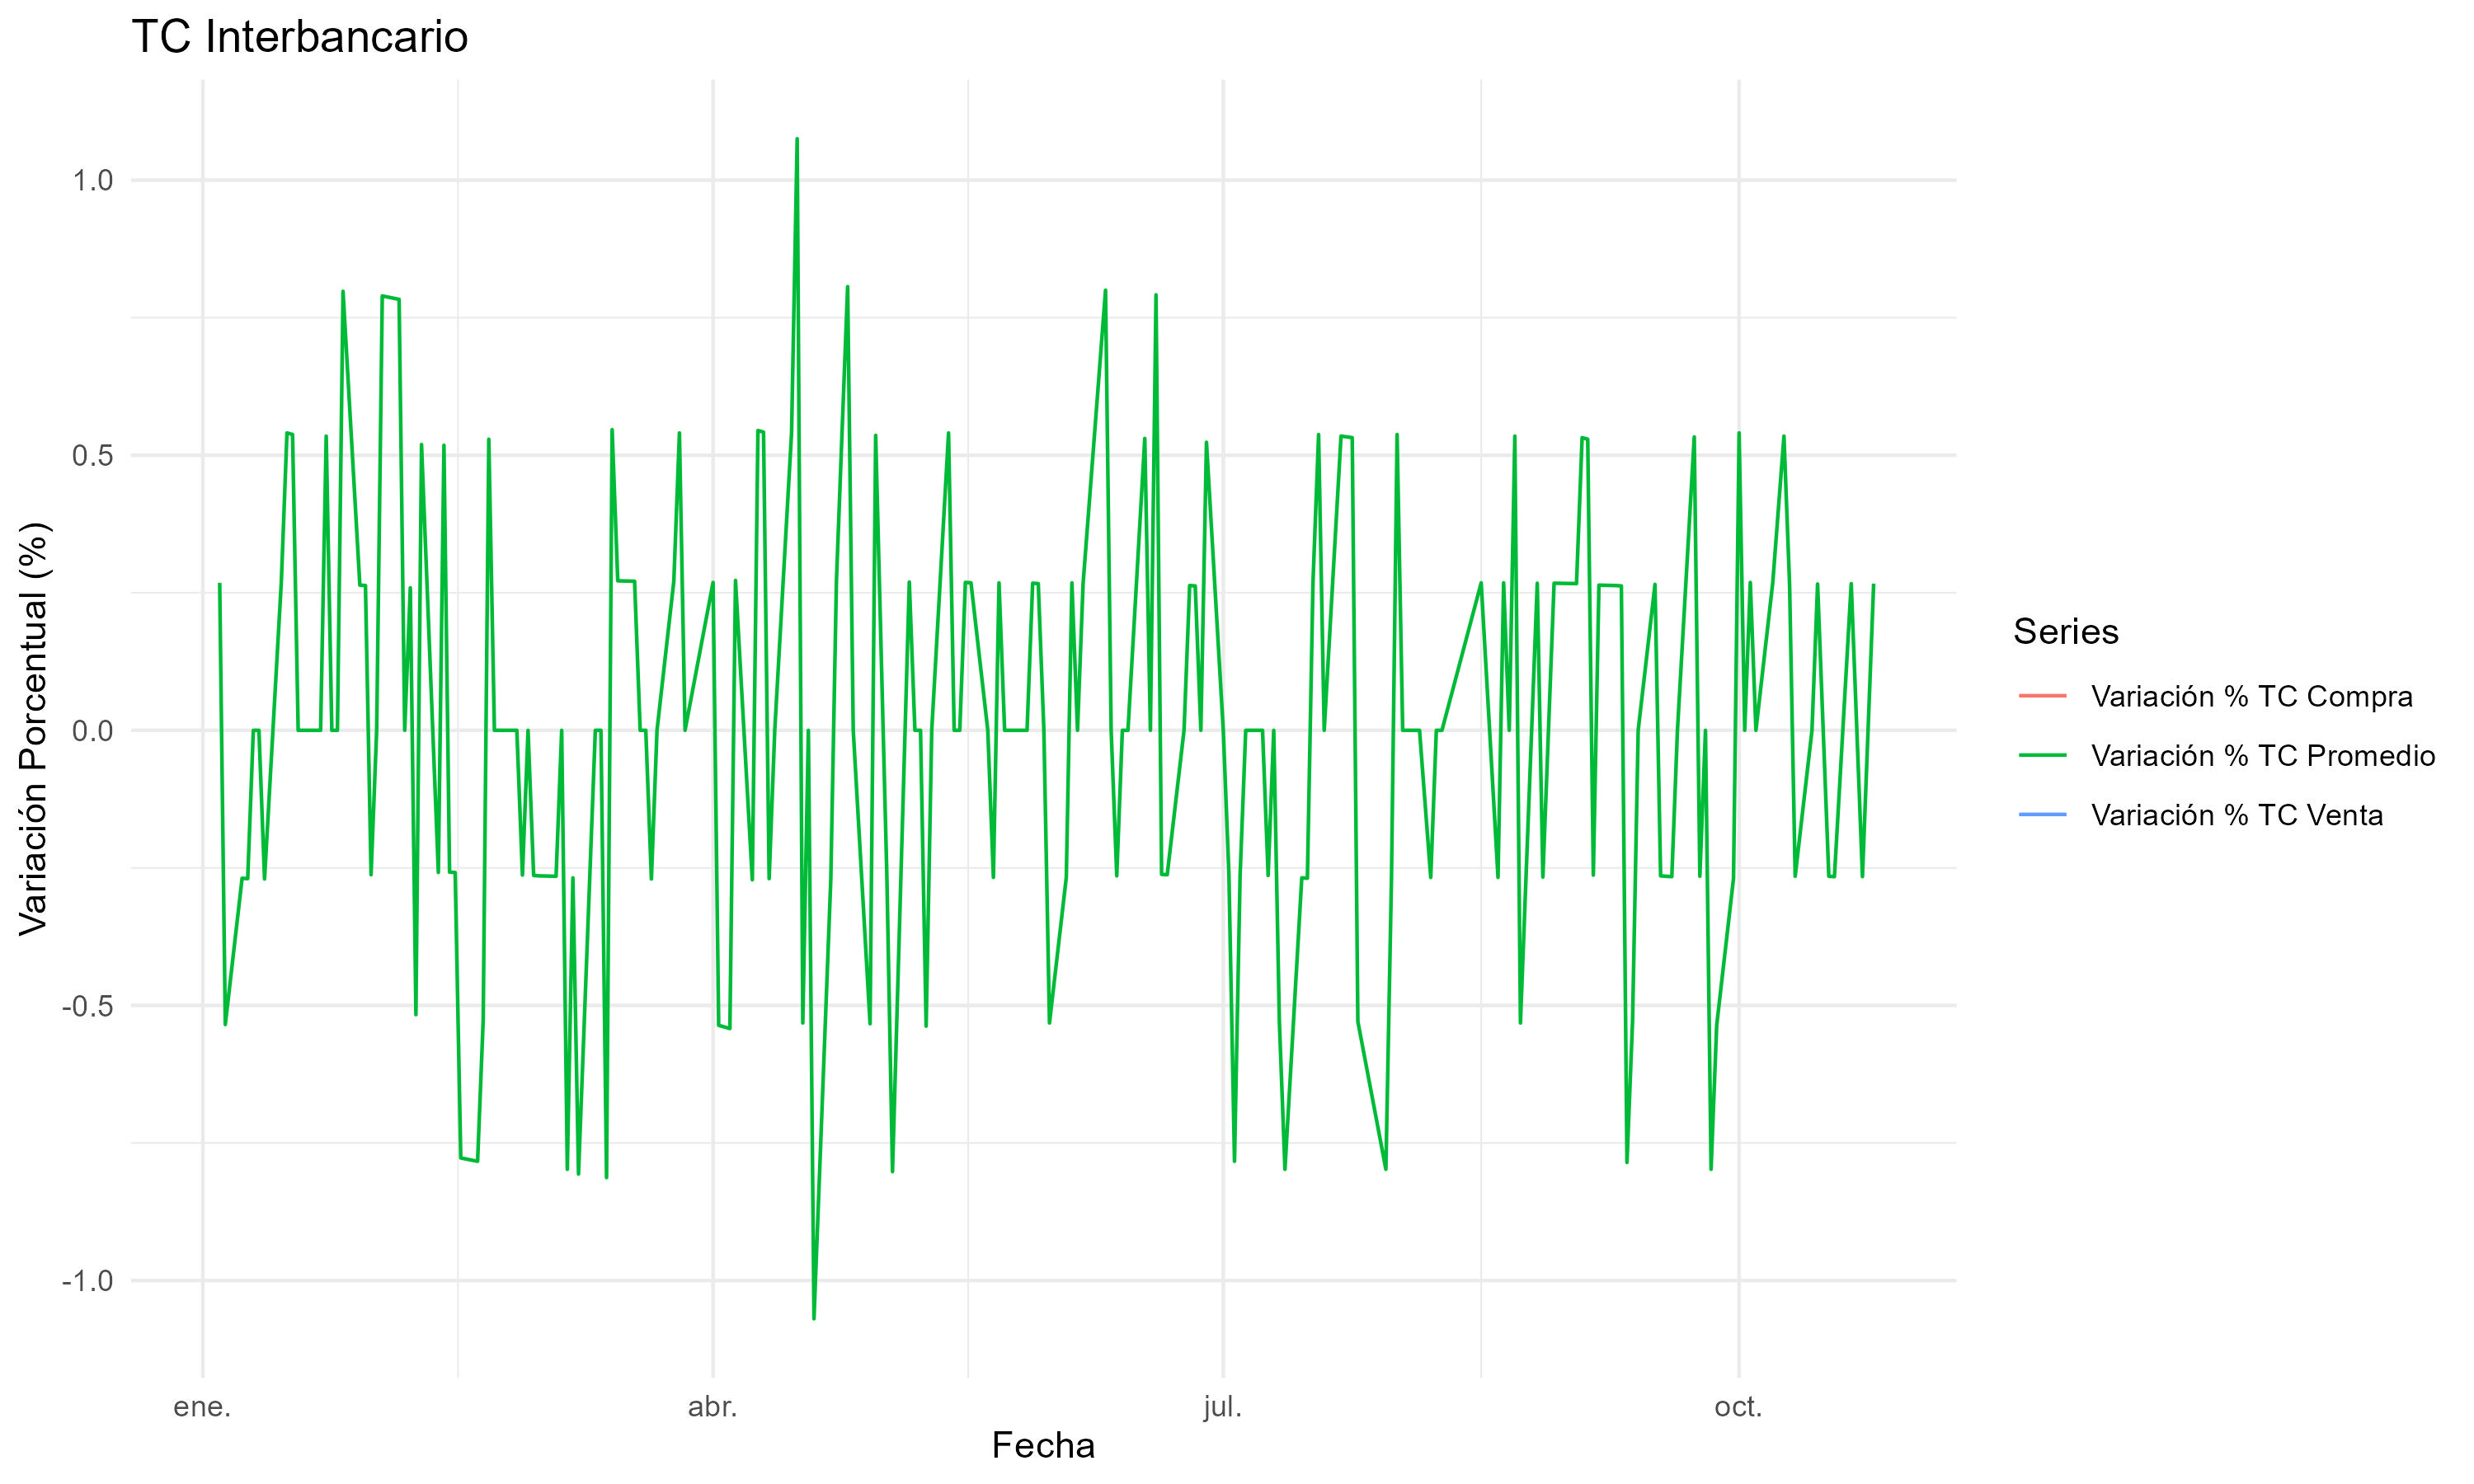 TC Interbancario
Variación Porcentual (%)
1.0
0.5
0.0
-0.5
-1.0
ene.
abr.
jul.
oct.
Fecha
Series
Variación % TC Compra
Variación % TC Promedio
Variación % TC Venta